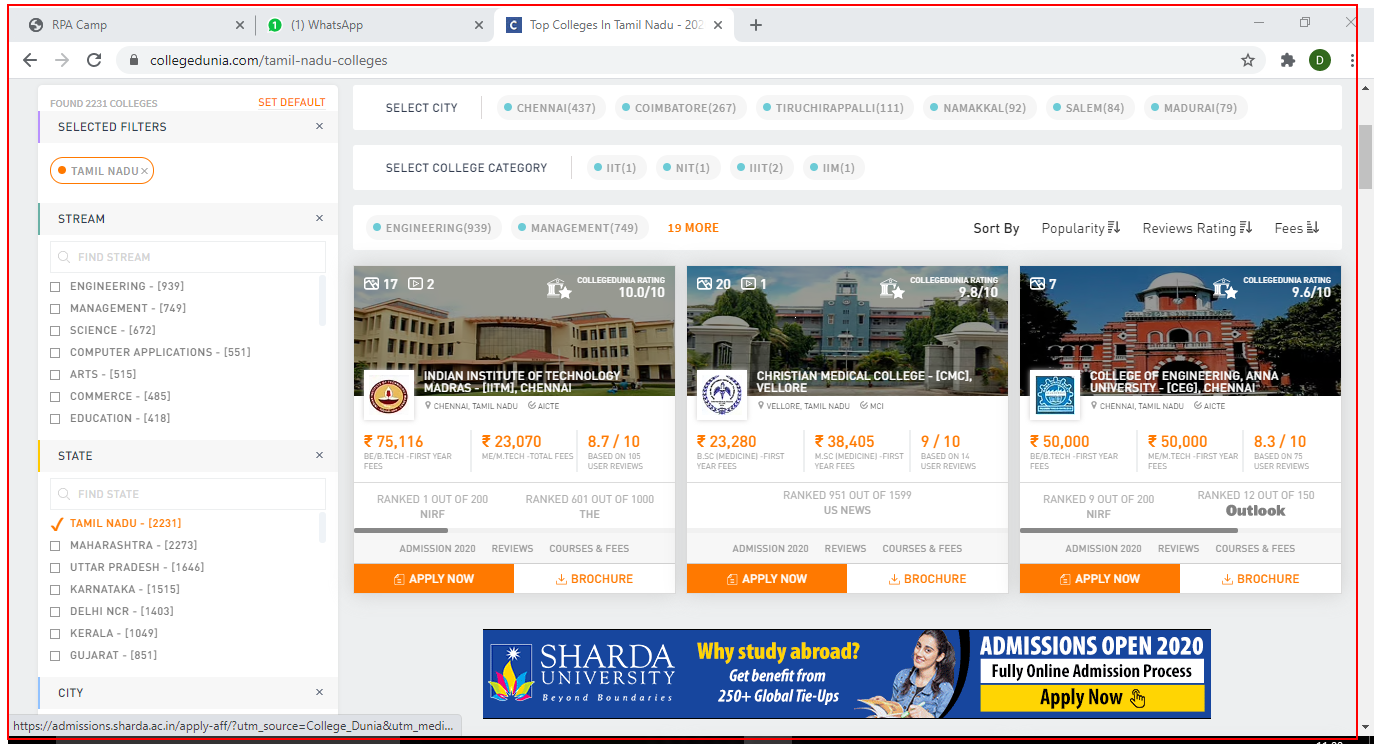 RPA Camp
(1) WhatsApp
Top Colleges In Tamil Nadu - 202
collegedunia.com/tamil-nadu-colleges
D
FOUND 2231 COLLEGES
SET DEFAULT
SELECTED FILTERS
TAMIL NADU
STREAM
FIND STREAM
ENGINEERING - [939]
MANAGEMENT - [749]
SCIENCE - [672]
COMPUTER APPLICATIONS - [551]
ARTS - [515]
COMMERCE - [485]
EDUCATION - [418]
STATE
FIND STATE
TAMIL NADU - [2231]
MAHARASHTRA - [2273]
UTTAR PRADESH - [1646]
KARNATAKA - [1515]
DELHI NCR - [1403]
KERALA - [1049]
GUJARAT - [851]
CITY
SELECT CITY
CHENNAI(437)
COIMBATORE(267)
TIRUCHIRAPPALLI(111)
NAMAKKAL(92)
SALEM(84)
MADURAI(79)
SELECT COLLEGE CATEGORY
IIT(1)
NIT(1)
IIIT(2)
IIM(1)
ENGINEERING(939)
MANAGEMENT(749)
19 MORE
Sort By
Popularity
Reviews Rating
Fees
17
2
COLLEGEDUNIA RATING
10.0/10
INDIAN INSTITUTE OF TECHNOLOGY
MADRAS - [IITM], CHENNAI
CHENNAI, TAMIL NADU
AICTE
₹ 75,116
BE/B.TECH -FIRST YEAR
FEES
₹ 23,070
ME/M.TECH -TOTAL FEES
8.7 / 10
BASED ON 105
USER REVIEWS
RANKED 1 OUT OF 200
NIRF
RANKED 601 OUT OF 1000
THE
ADMISSION 2020
REVIEWS
COURSES & FEES
APPLY NOW
BROCHURE
20
1
COLLEGEDUNIA RATING
9.8/10
CHRISTIAN MEDICAL COLLEGE - [CMC],
VELLORE
VELLORE, TAMIL NADU
MCI
₹ 23,280
B.SC (MEDICINE) -FIRST
YEAR FEES
₹ 38,405
M.SC (MEDICINE) -FIRST
YEAR FEES
9 / 10
BASED ON 14
USER REVIEWS
RANKED 951 OUT OF 1599
US NEWS
ADMISSION 2020
REVIEWS
COURSES & FEES
APPLY NOW
BROCHURE
7
COLLEGEDUNIA RATING
9.6/10
COLLEGE OF ENGINEERING, ANNA
UNIVERSITY - [CEG], CHENNAI
CHENNAI, TAMIL NADU
AICTE
₹ 50,000
BE/B.TECH -FIRST YEAR
FEES
₹ 50,000
ME/M.TECH -FIRST YEAR
FEES
8.3 / 10
BASED ON 75
USER REVIEWS
RANKED 9 OUT OF 200
NIRF
RANKED 12 OUT OF 150
Outlook
ADMISSION 2020
REVIEWS
COURSES & FEES
APPLY NOW
BROCHURE
SHARDA
UNIVERSITY
Beyond Boundaries
Why study abroad?
Get benefit from
250+ Global Tie-Ups
ADMISSIONS OPEN 2020
Fully Online Admission Process
Apply Now
https://admissions.sharda.ac.in/apply-aff/?utm_source=College_Dunia&utm_medi...